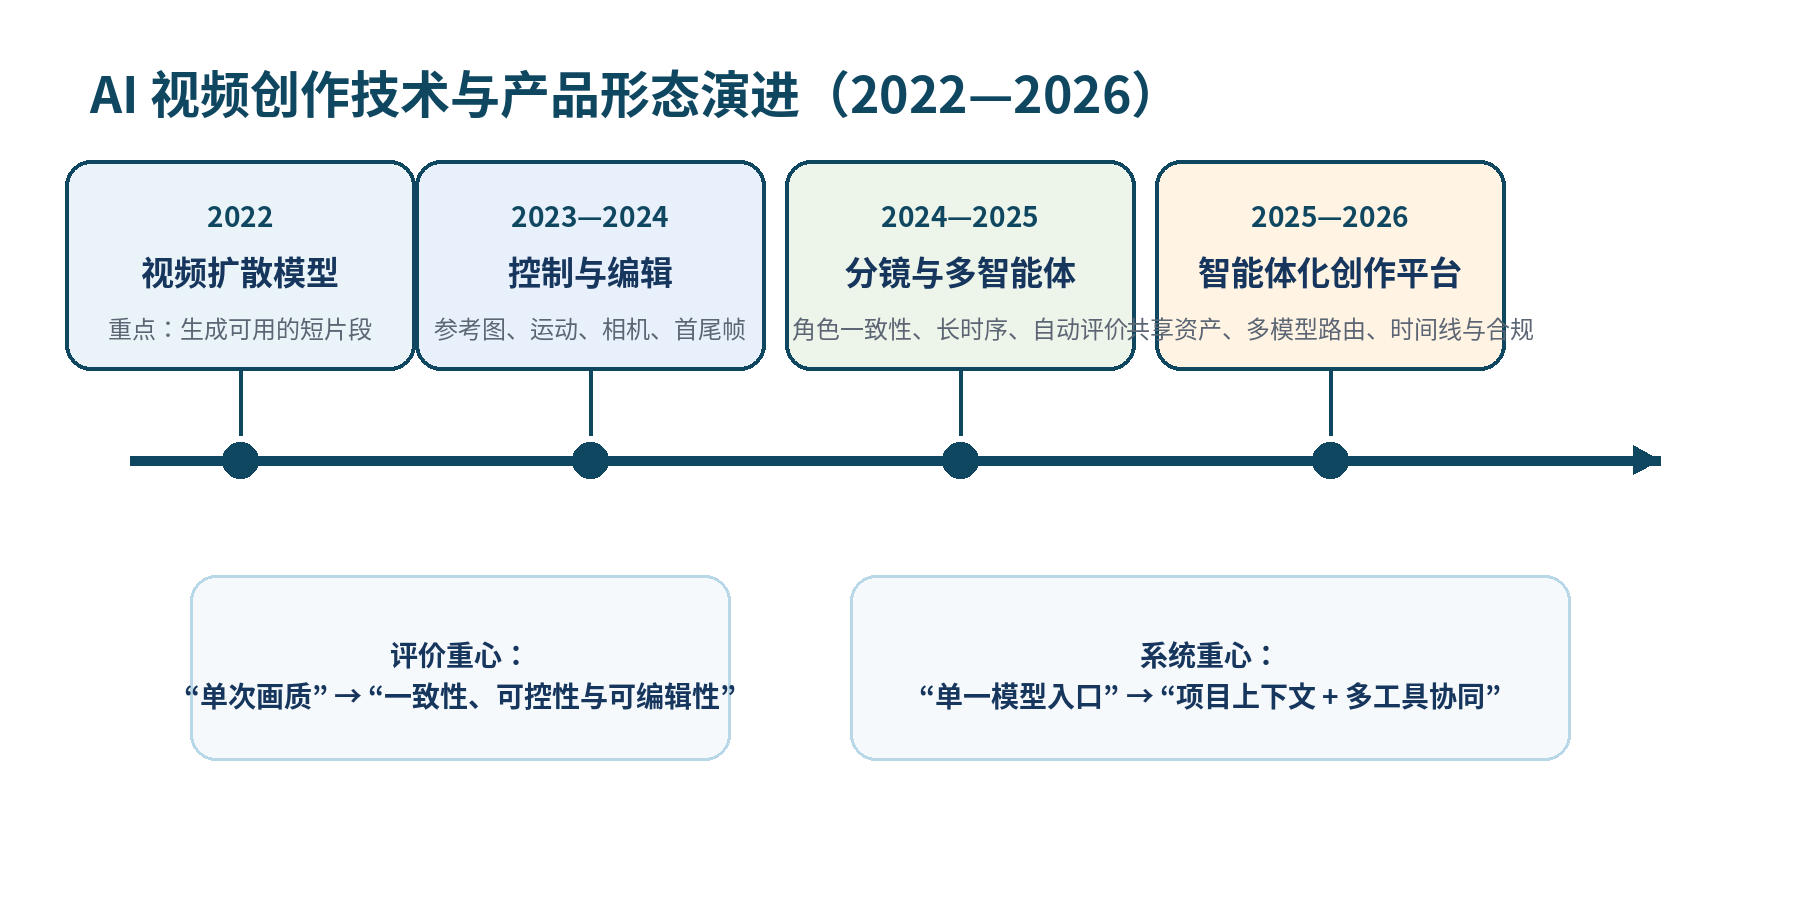 AI 视频创作技术与产品形态演进（2022—2026）
2022
视频扩散模型
重点：生成可用的短片段
2023—2024
控制与编辑
参考图、运动、相机、首尾帧
2024—2025
分镜与多智能体
角色一致性、长时序、自动评价
2025—2026
智能体化创作平台
共享资产、多模型路由、时间线与合规
评价重心：
“单次画质” → “一致性、可控性与可编辑性”
系统重心：
“单一模型入口” → “项目上下文 + 多工具协同”